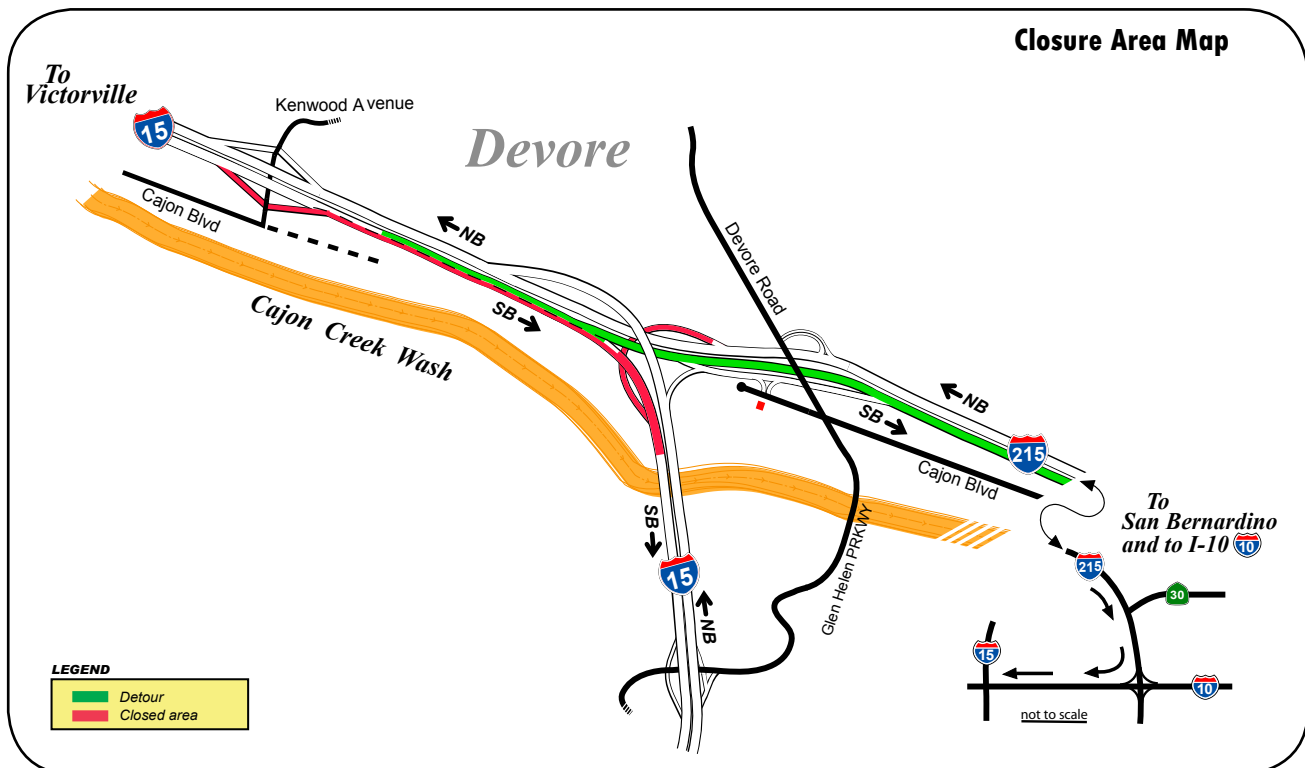 Closure Area Map
To
Victorville
15
Kenwood Avenue
Devore
Cajon Blvd
NB
Devore Road
SB
Cajon Creek Wash
NB
SB
215
Cajon Blvd
To
San Bernardino
and to I-10 10
SB
Glen Helen PRKWY
15
NB
215
30
15
10
not to scale
LEGEND
Detour
Closed area